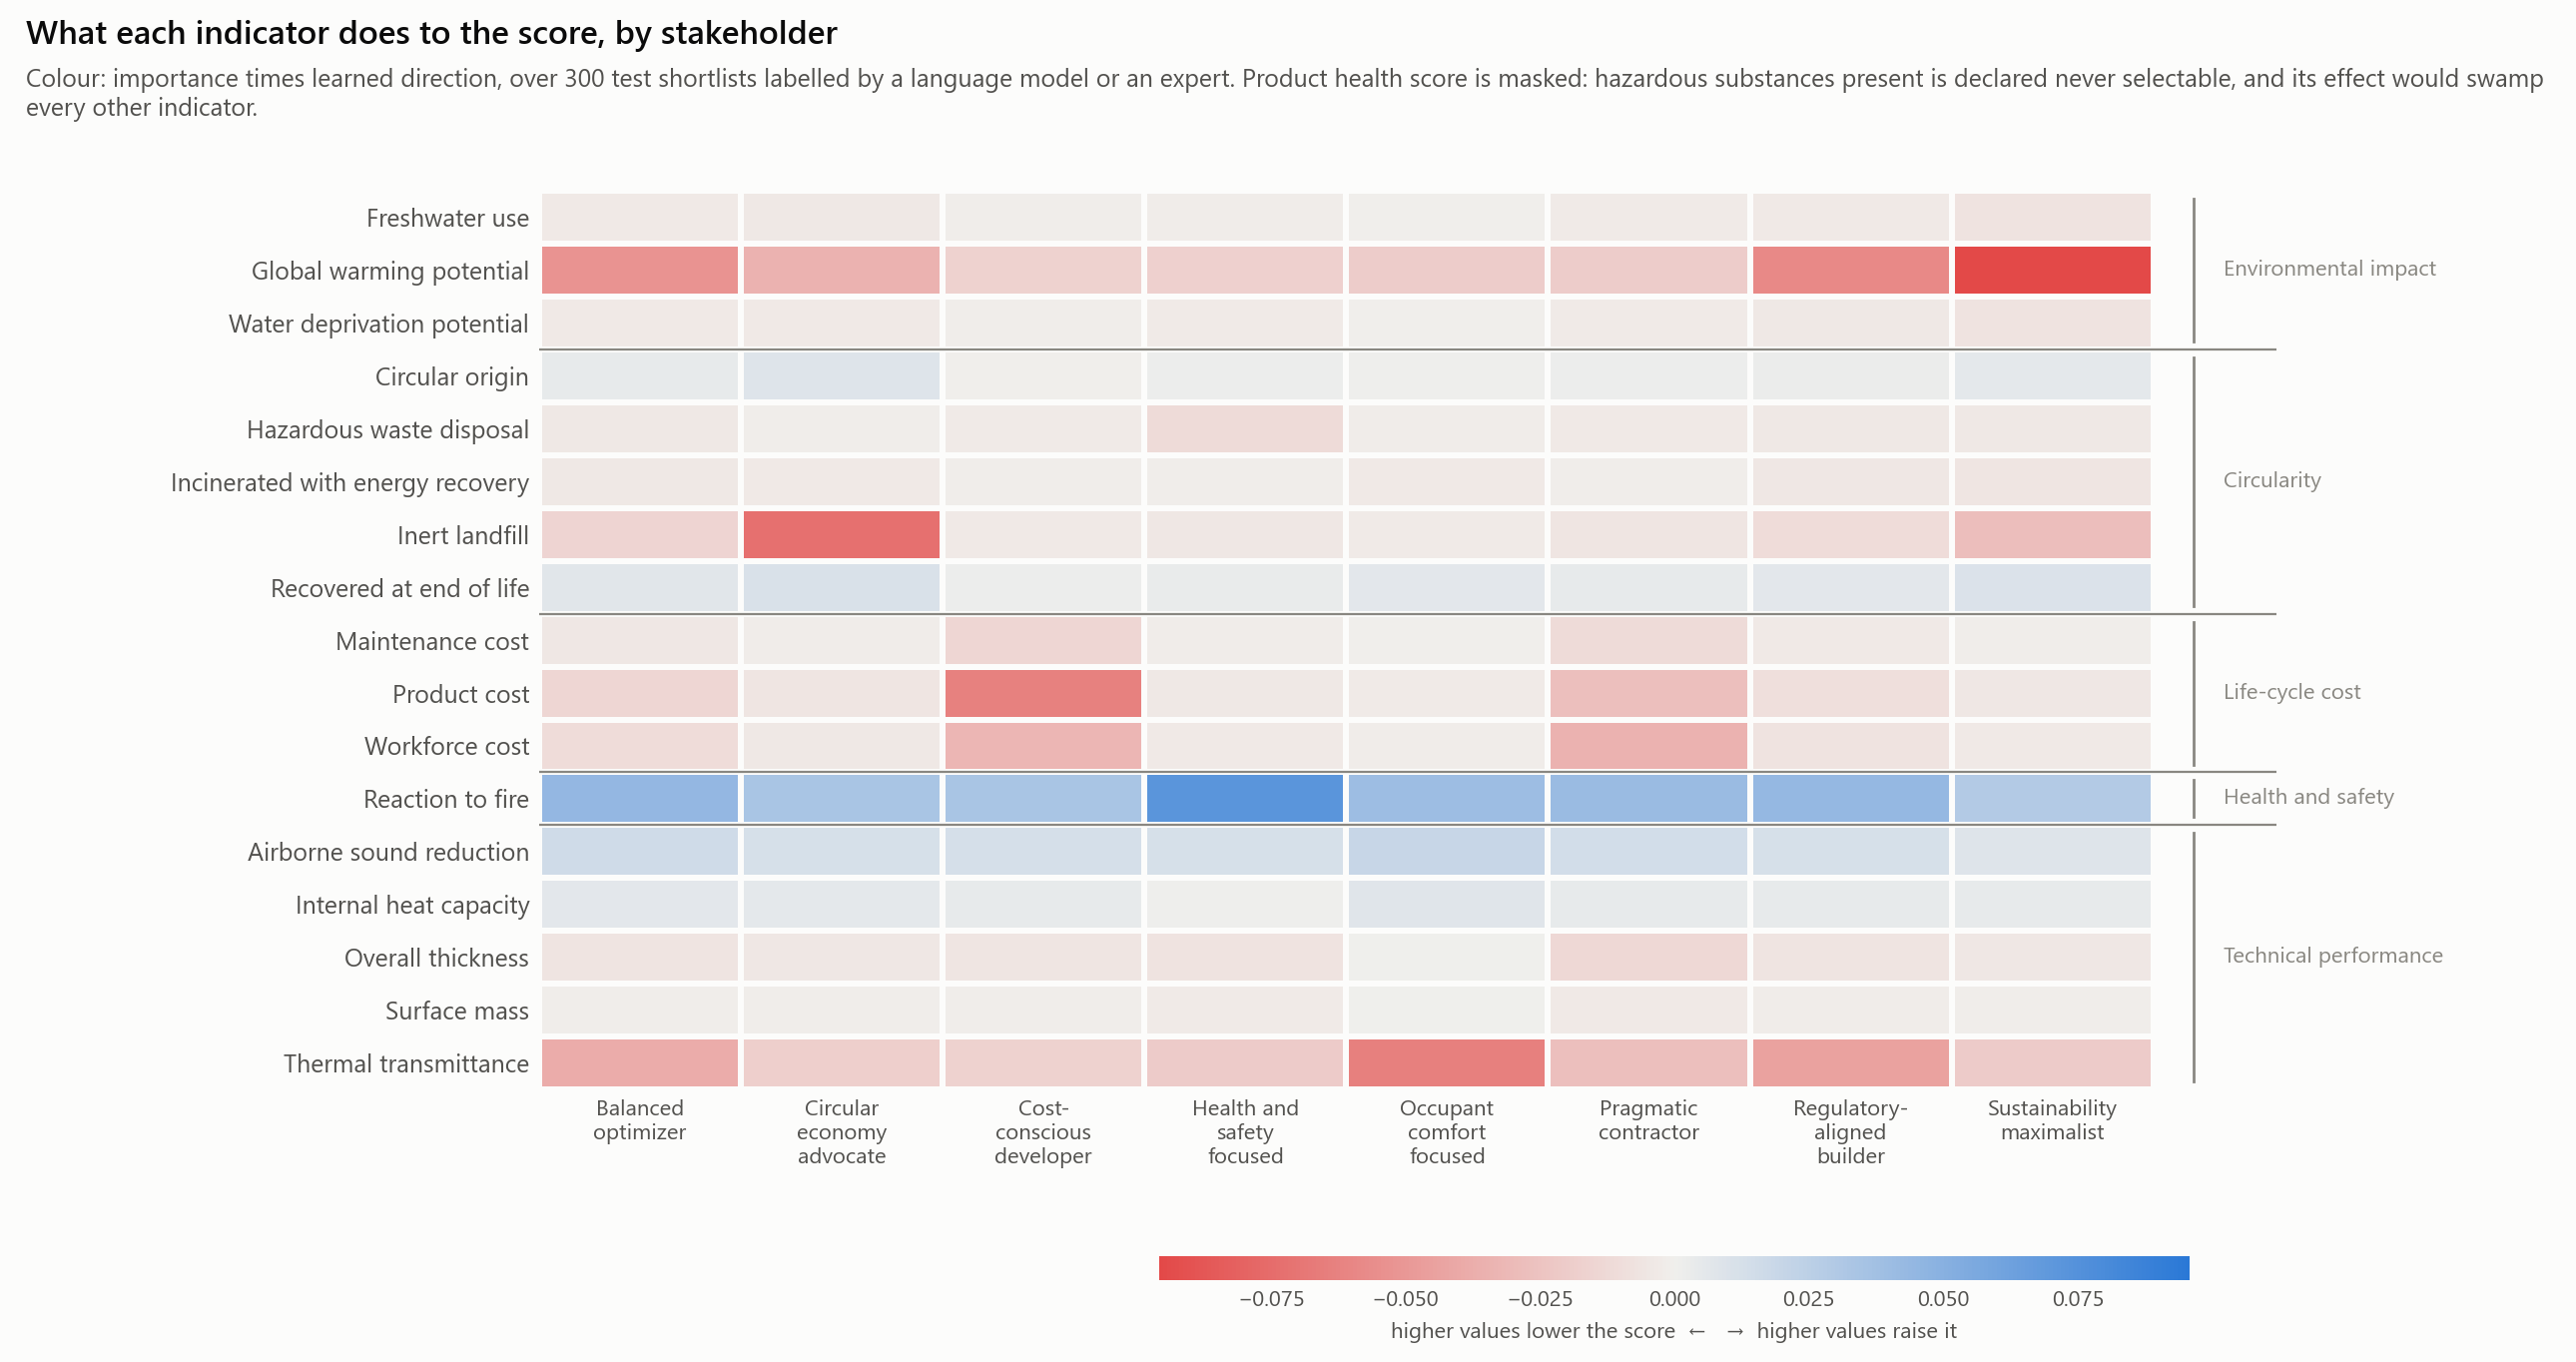 What each indicator does to the score, by stakeholder
Colour: importance times learned direction, over 300 test shortlists labelled by a language model or an expert. Product health score is masked: hazardous substances present is declared never selectable, and its effect would swamp
every other indicator.
Freshwater use
Global warming potential
Environmental impact
Water deprivation potential
Circular origin
Hazardous waste disposal
Incinerated with energy recovery
Circularity
Inert landfill
Recovered at end of life
Maintenance cost
Product cost
Life-cycle cost
Workforce cost
Reaction to fire
Health and safety
Airborne sound reduction
Internal heat capacity
Overall thickness
Technical performance
Surface mass
Thermal transmittance
Balanced
optimizer
Circular
economy
advocate
Cost-
conscious
developer
Health and
safety
focused
Occupant
comfort
focused
Pragmatic
contractor
Regulatory-
aligned
builder
Sustainability
maximalist
−0.075 −0.050 −0.025 0.000 0.025 0.050 0.075
higher values lower the score ← → higher values raise it